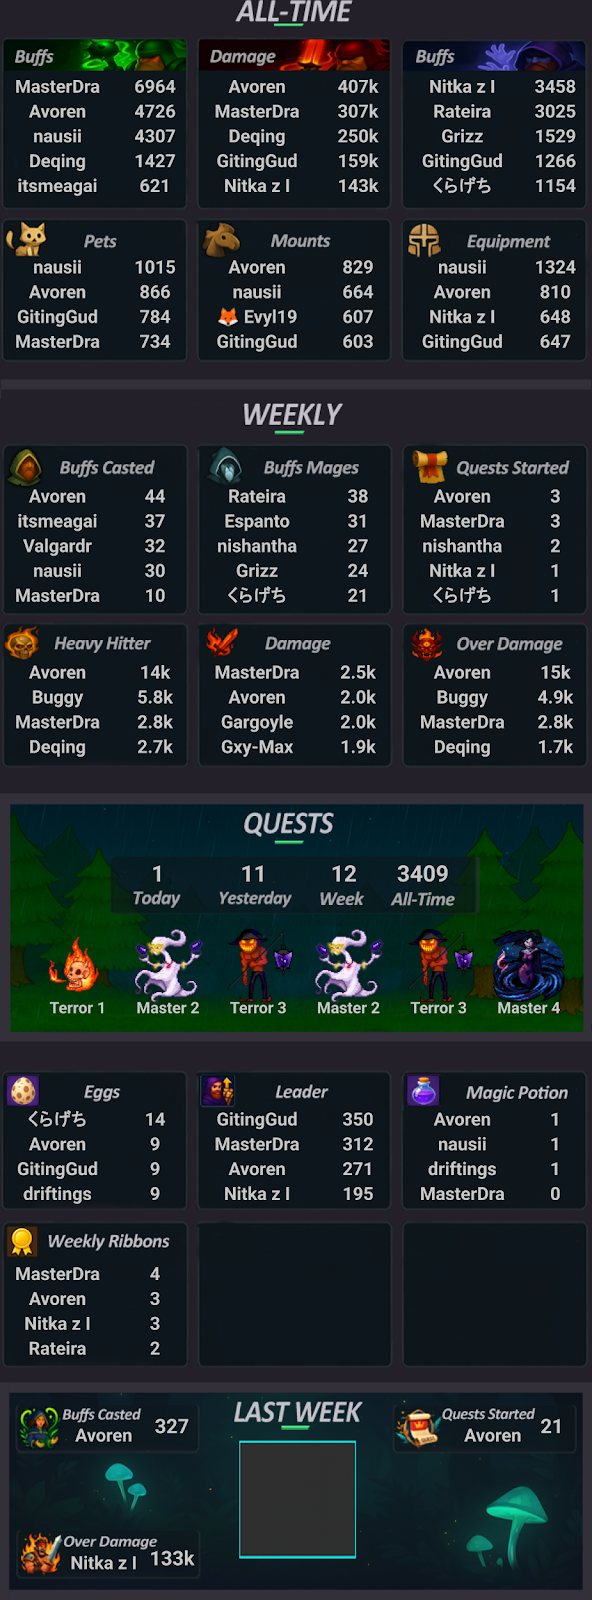 ALL-TIME
Buffs
MasterDra 6964
Avoren 4726
nausii 4307
Deqing 1427
itsmeagai 621
Damage
Avoren 407k
MasterDra 307k
Deqing 250k
GitingGud 159k
Nitka z I 143k
Buffs
Nitka z I 3458
Rateira 3025
Grizz 1529
GitingGud 1266
くらげち 1154
Pets
nausii 1015
Avoren 866
GitingGud 784
MasterDra 734
Mounts
Avoren 829
nausii 664
🦊 Evyl19 607
GitingGud 603
Equipment
nausii 1324
Avoren 810
Nitka z I 648
GitingGud 647
WEEKLY
Buffs Casted
Avoren 44
itsmeagai 37
Valgardr 32
nausii 30
MasterDra 10
Buffs Mages
Rateira 38
Espanto 31
nishantha 27
Grizz 24
くらげち 21
Quests Started
Avoren 3
MasterDra 3
nishantha 2
Nitka z I 1
くらげち 1
Heavy Hitter
Avoren 14k
Buggy 5.8k
MasterDra 2.8k
Deqing 2.7k
Damage
MasterDra 2.5k
Avoren 2.0k
Gargoyle 2.0k
Gxy-Max 1.9k
Over Damage
Avoren 15k
Buggy 4.9k
MasterDra 2.8k
Deqing 1.7k
QUESTS
1 11 12 3409
Today Yesterday Week All-Time
Terror 1 Master 2 Terror 3 Master 2 Terror 3 Master 4
Eggs
くらげち 14
Avoren 9
GitingGud 9
driftings 9
Leader
GitingGud 350
MasterDra 312
Avoren 271
Nitka z I 195
Magic Potion
Avoren 1
nausii 1
driftings 1
MasterDra 0
Weekly Ribbons
MasterDra 4
Avoren 3
Nitka z I 3
Rateira 2
LAST WEEK
Buffs Casted
Avoren 327
Quests Started
Avoren 21
Over Damage
Nitka z I 133k